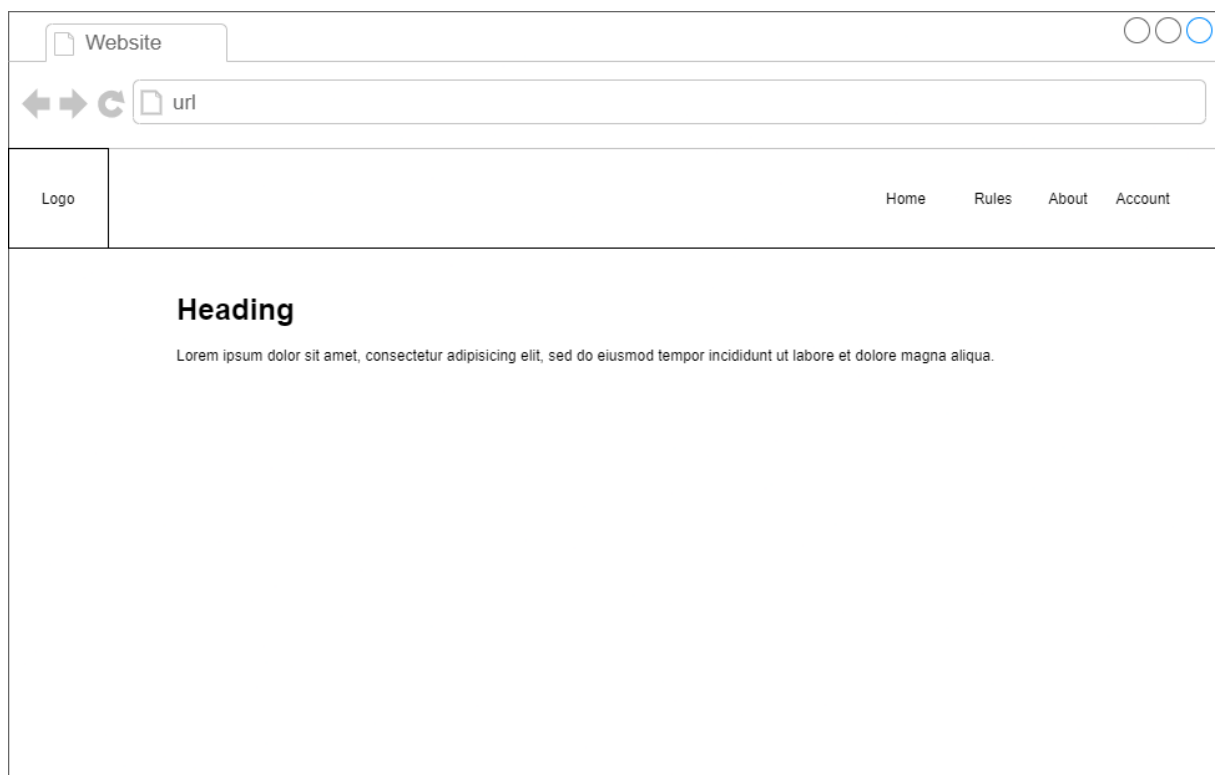 Website
url
Logo
Home Rules About Account
Heading
Lorem ipsum dolor sit amet, consectetur adipisicing elit, sed do eiusmod tempor incididunt ut labore et dolore magna aliqua.